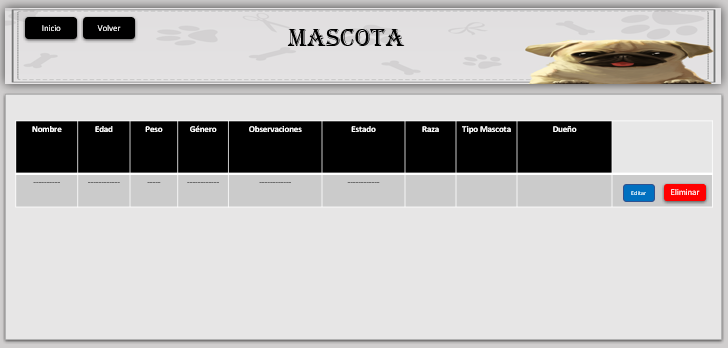 Inicio Volver
MASCOTA
Nombre Edad Peso Género Observaciones Estado Raza Tipo Mascota Dueño
---------- ------------ ----- ------------ ------------ ------------ Editar Eliminar